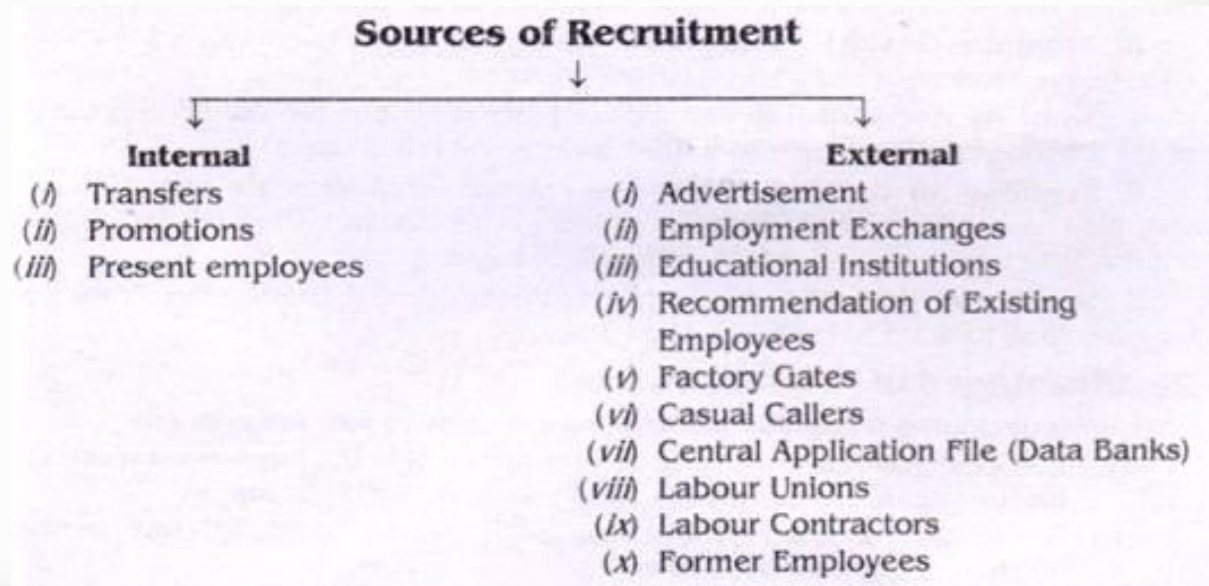 Sources of Recruitment
Internal
(i) Transfers
(ii) Promotions
(iii) Present employees
External
(i) Advertisement
(ii) Employment Exchanges
(iii) Educational Institutions
(iv) Recommendation of Existing
Employees
(v) Factory Gates
(vi) Casual Callers
(vii) Central Application File (Data Banks)
(viii) Labour Unions
(ix) Labour Contractors
(x) Former Employees